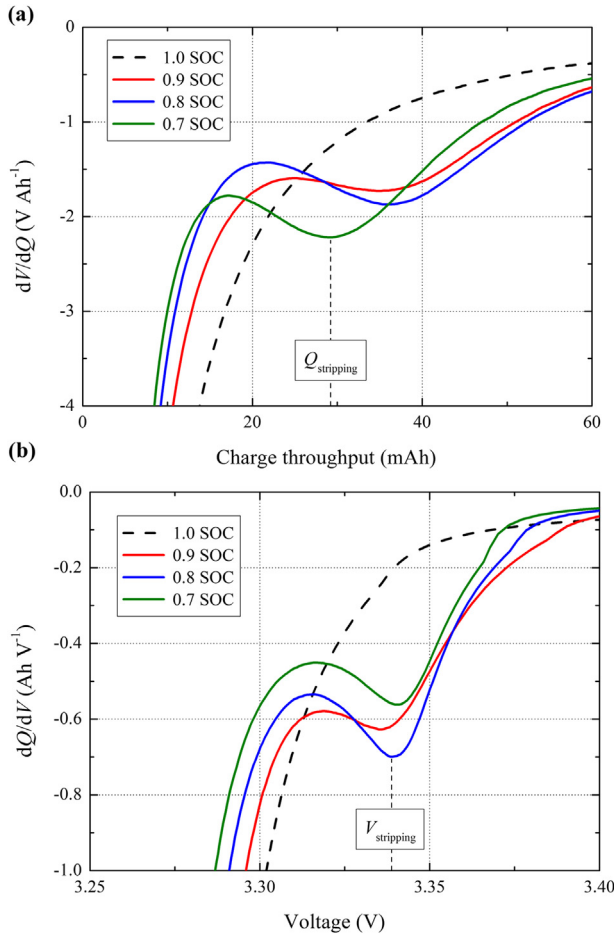 (a)
0
-1
-2
-3
-4
dV/dQ (V Ah⁻¹)
1.0 SOC
0.9 SOC
0.8 SOC
0.7 SOC
Qstripping
0 20 40 60
Charge throughput (mAh)
(b)
0.0
-0.2
-0.4
-0.6
-0.8
-1.0
dQ/dV (Ah V⁻¹)
1.0 SOC
0.9 SOC
0.8 SOC
0.7 SOC
Vstripping
3.25 3.30 3.35 3.40
Voltage (V)